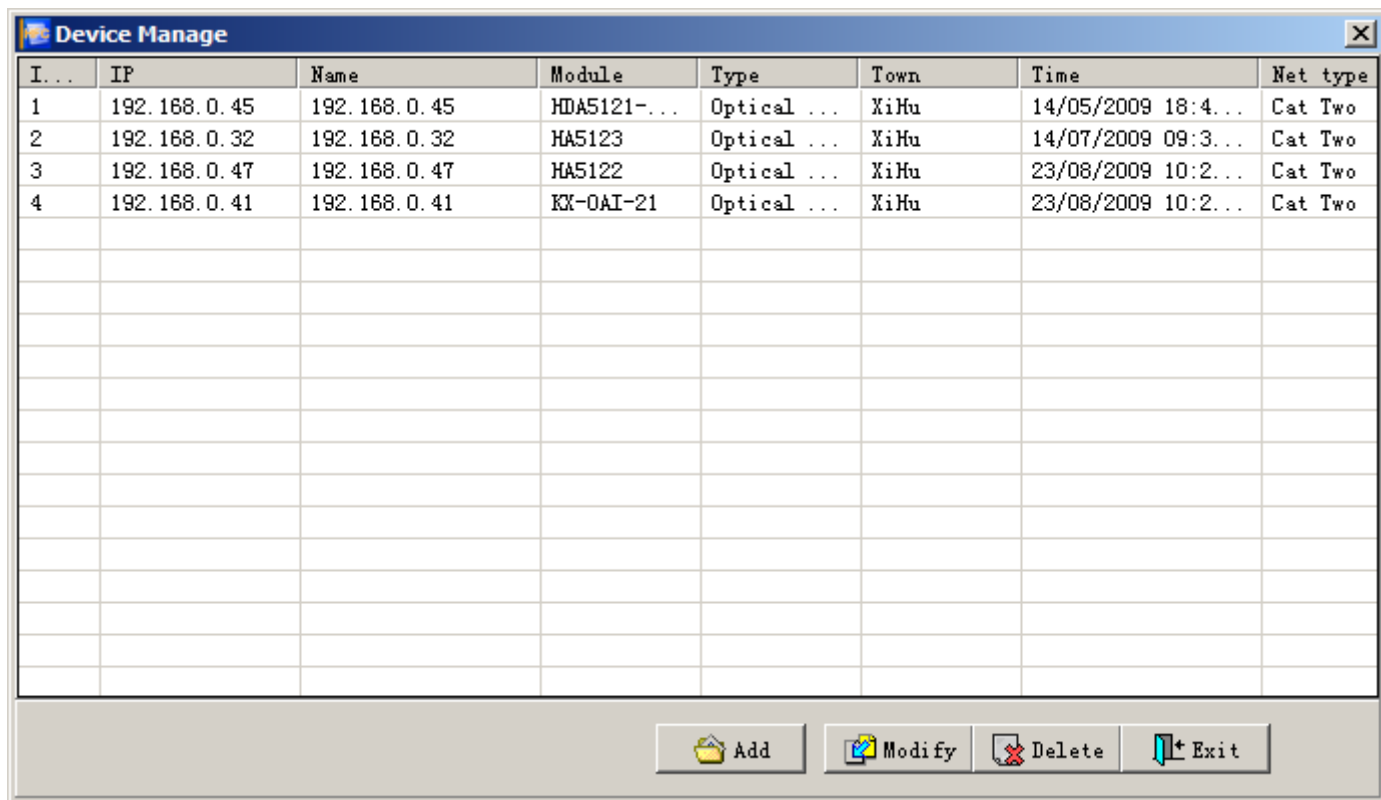 Device Manage
I... IP Name Module Type Town Time Net type
1 192.168.0.45 192.168.0.45 HDA5121-... Optical ... XiHu 14/05/2009 18:4... Cat Two
2 192.168.0.32 192.168.0.32 HA5123 Optical ... XiHu 14/07/2009 09:3... Cat Two
3 192.168.0.47 192.168.0.47 HA5122 Optical ... XiHu 23/08/2009 10:2... Cat Two
4 192.168.0.41 192.168.0.41 KX-OAI-21 Optical ... XiHu 23/08/2009 10:2... Cat Two
Add Modify Delete Exit